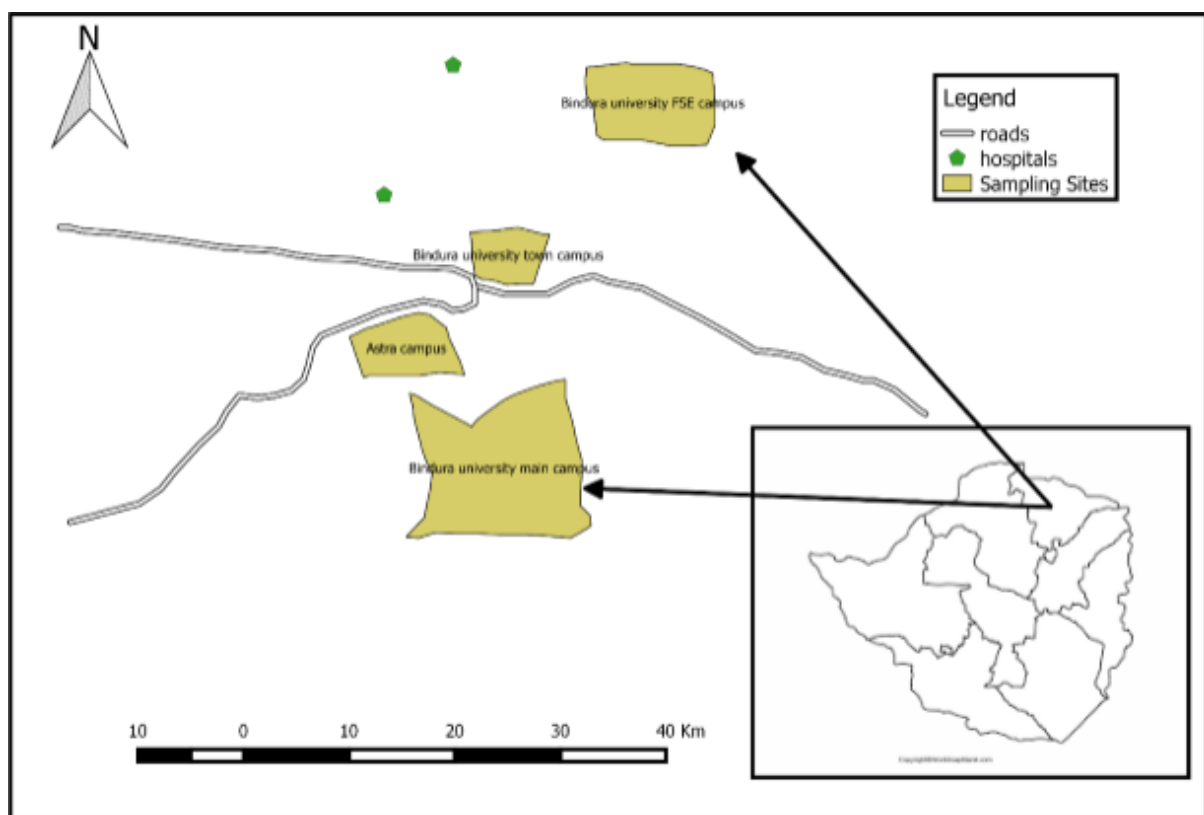 N
Bindura university FSE campus
Legend
roads
hospitals
Sampling Sites
Bindura university town campus
Astra campus
Bindura university main campus
10 0 10 20 30 40 Km